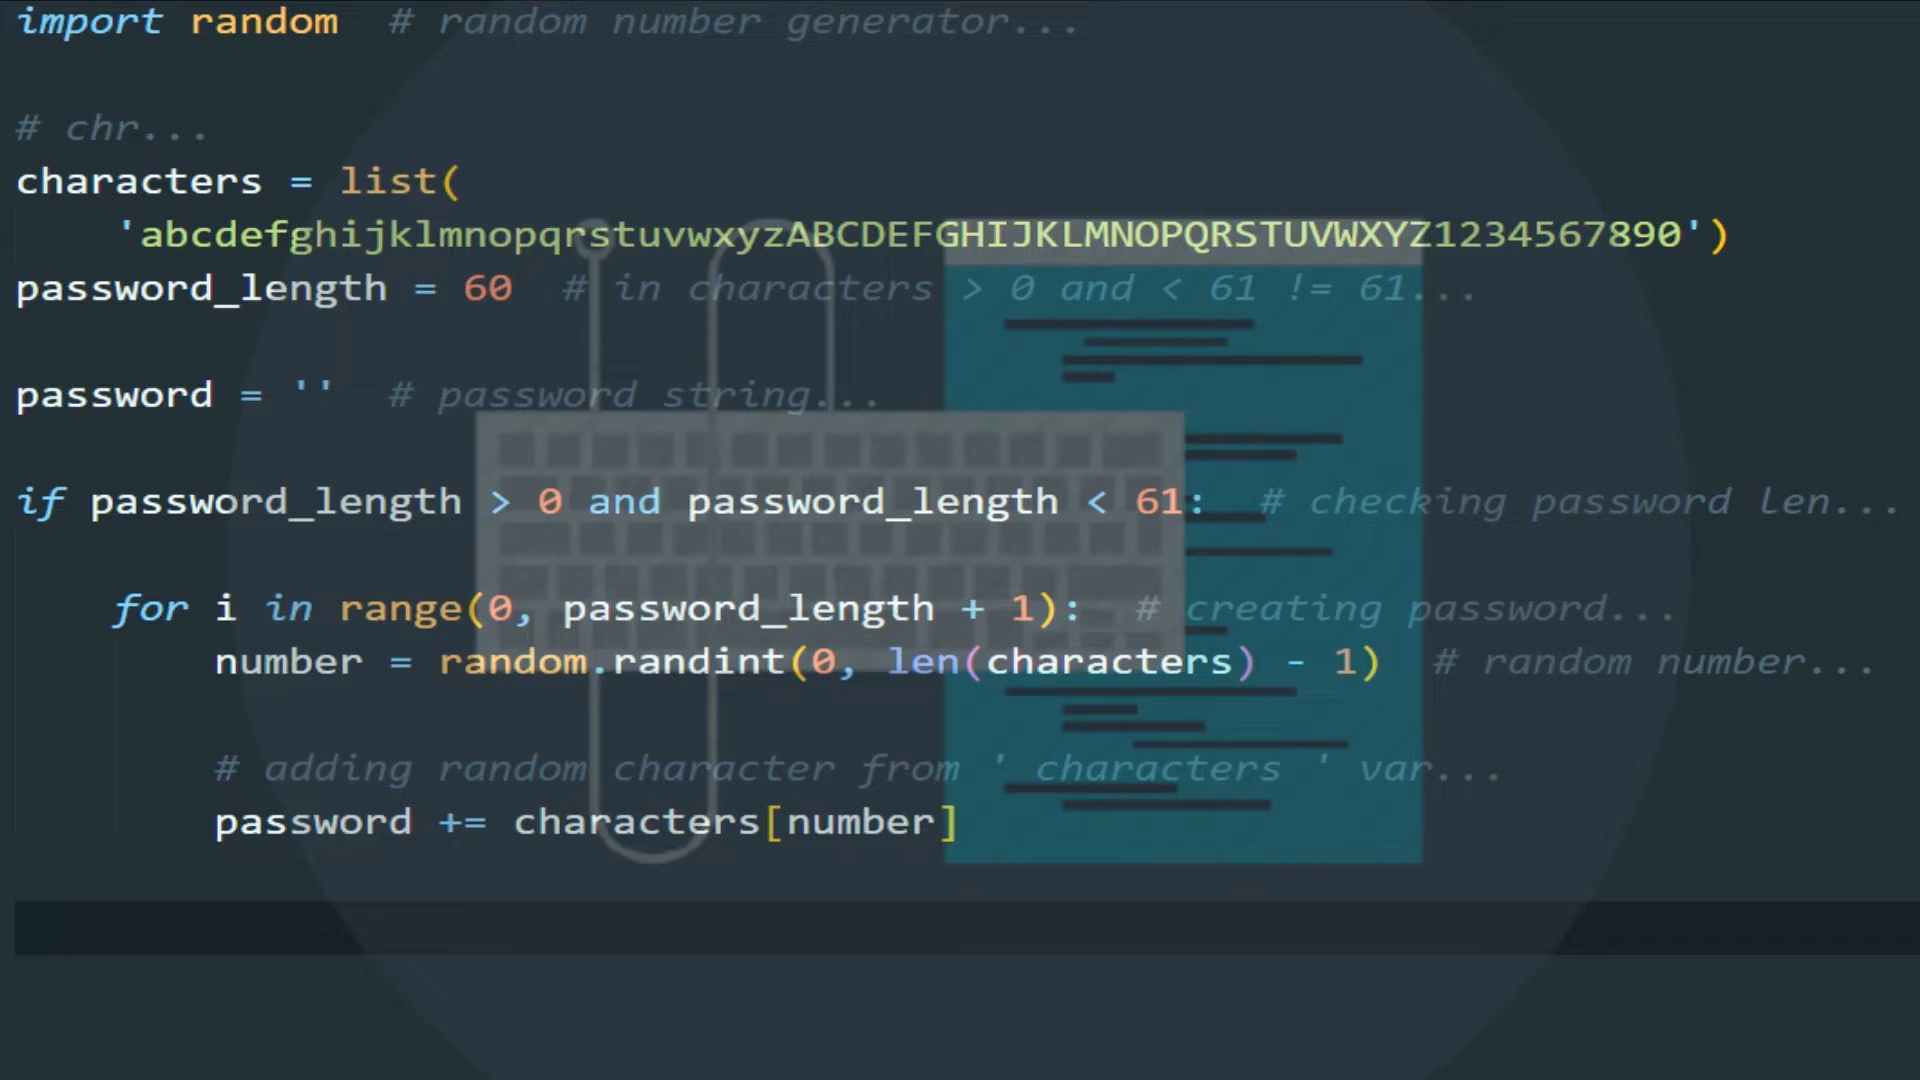 import random  # random number generator...
# chr...
characters = list(
    'abcdefghijklmnopqrstuvwxyzABCDEFGHIJKLMNOPQRSTUVWXYZ1234567890')
password_length = 60  # in characters > 0 and < 61 != 61...
password = ''  # password string...
if password_length > 0 and password_length < 61:  # checking password len...
    for i in range(0, password_length + 1):  # creating password...
        number = random.randint(0, len(characters) - 1)  # random number...
        # adding random character from ' characters ' var...
        password += characters[number]